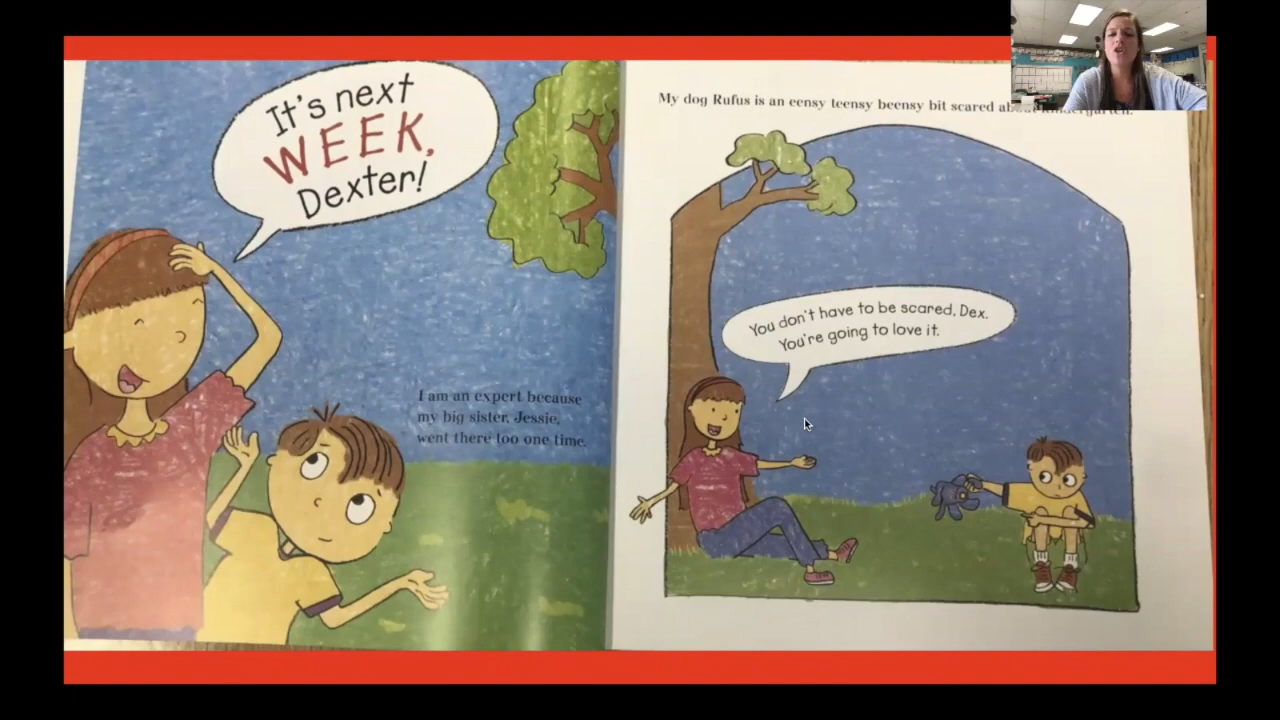 It's next
WEEK,
Dexter!
I am an expert because
my big sister, Jessie,
went there too one time.
My dog Rufus is an eensy teensy beensy bit scared about kindergarten.
You don't have to be scared, Dex.
You're going to love it.